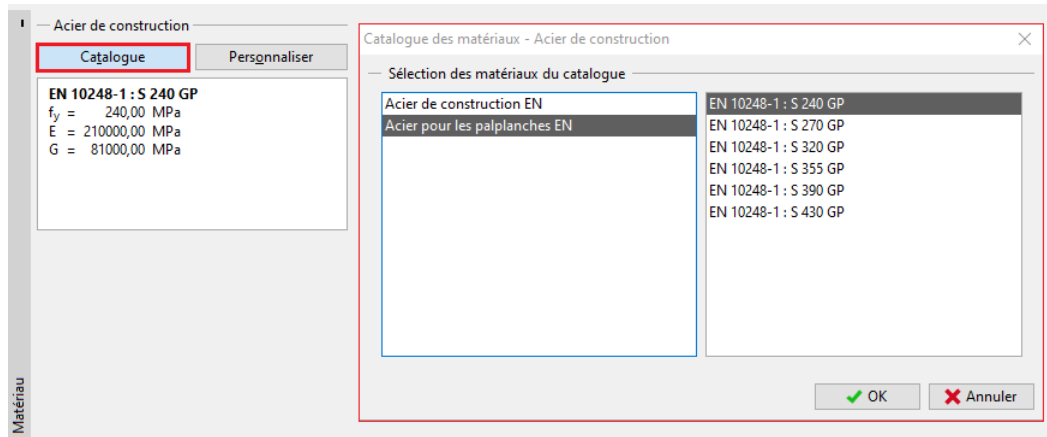 Acier de construction
Catalogue
Personnaliser
EN 10248-1 : S 240 GP
fy = 240,00 MPa
E = 210000,00 MPa
G = 81000,00 MPa
Matériau
Catalogue des matériaux - Acier de construction
Sélection des matériaux du catalogue
Acier de construction EN
Acier pour les palplanches EN
EN 10248-1 : S 240 GP
EN 10248-1 : S 270 GP
EN 10248-1 : S 320 GP
EN 10248-1 : S 355 GP
EN 10248-1 : S 390 GP
EN 10248-1 : S 430 GP
OK
Annuler